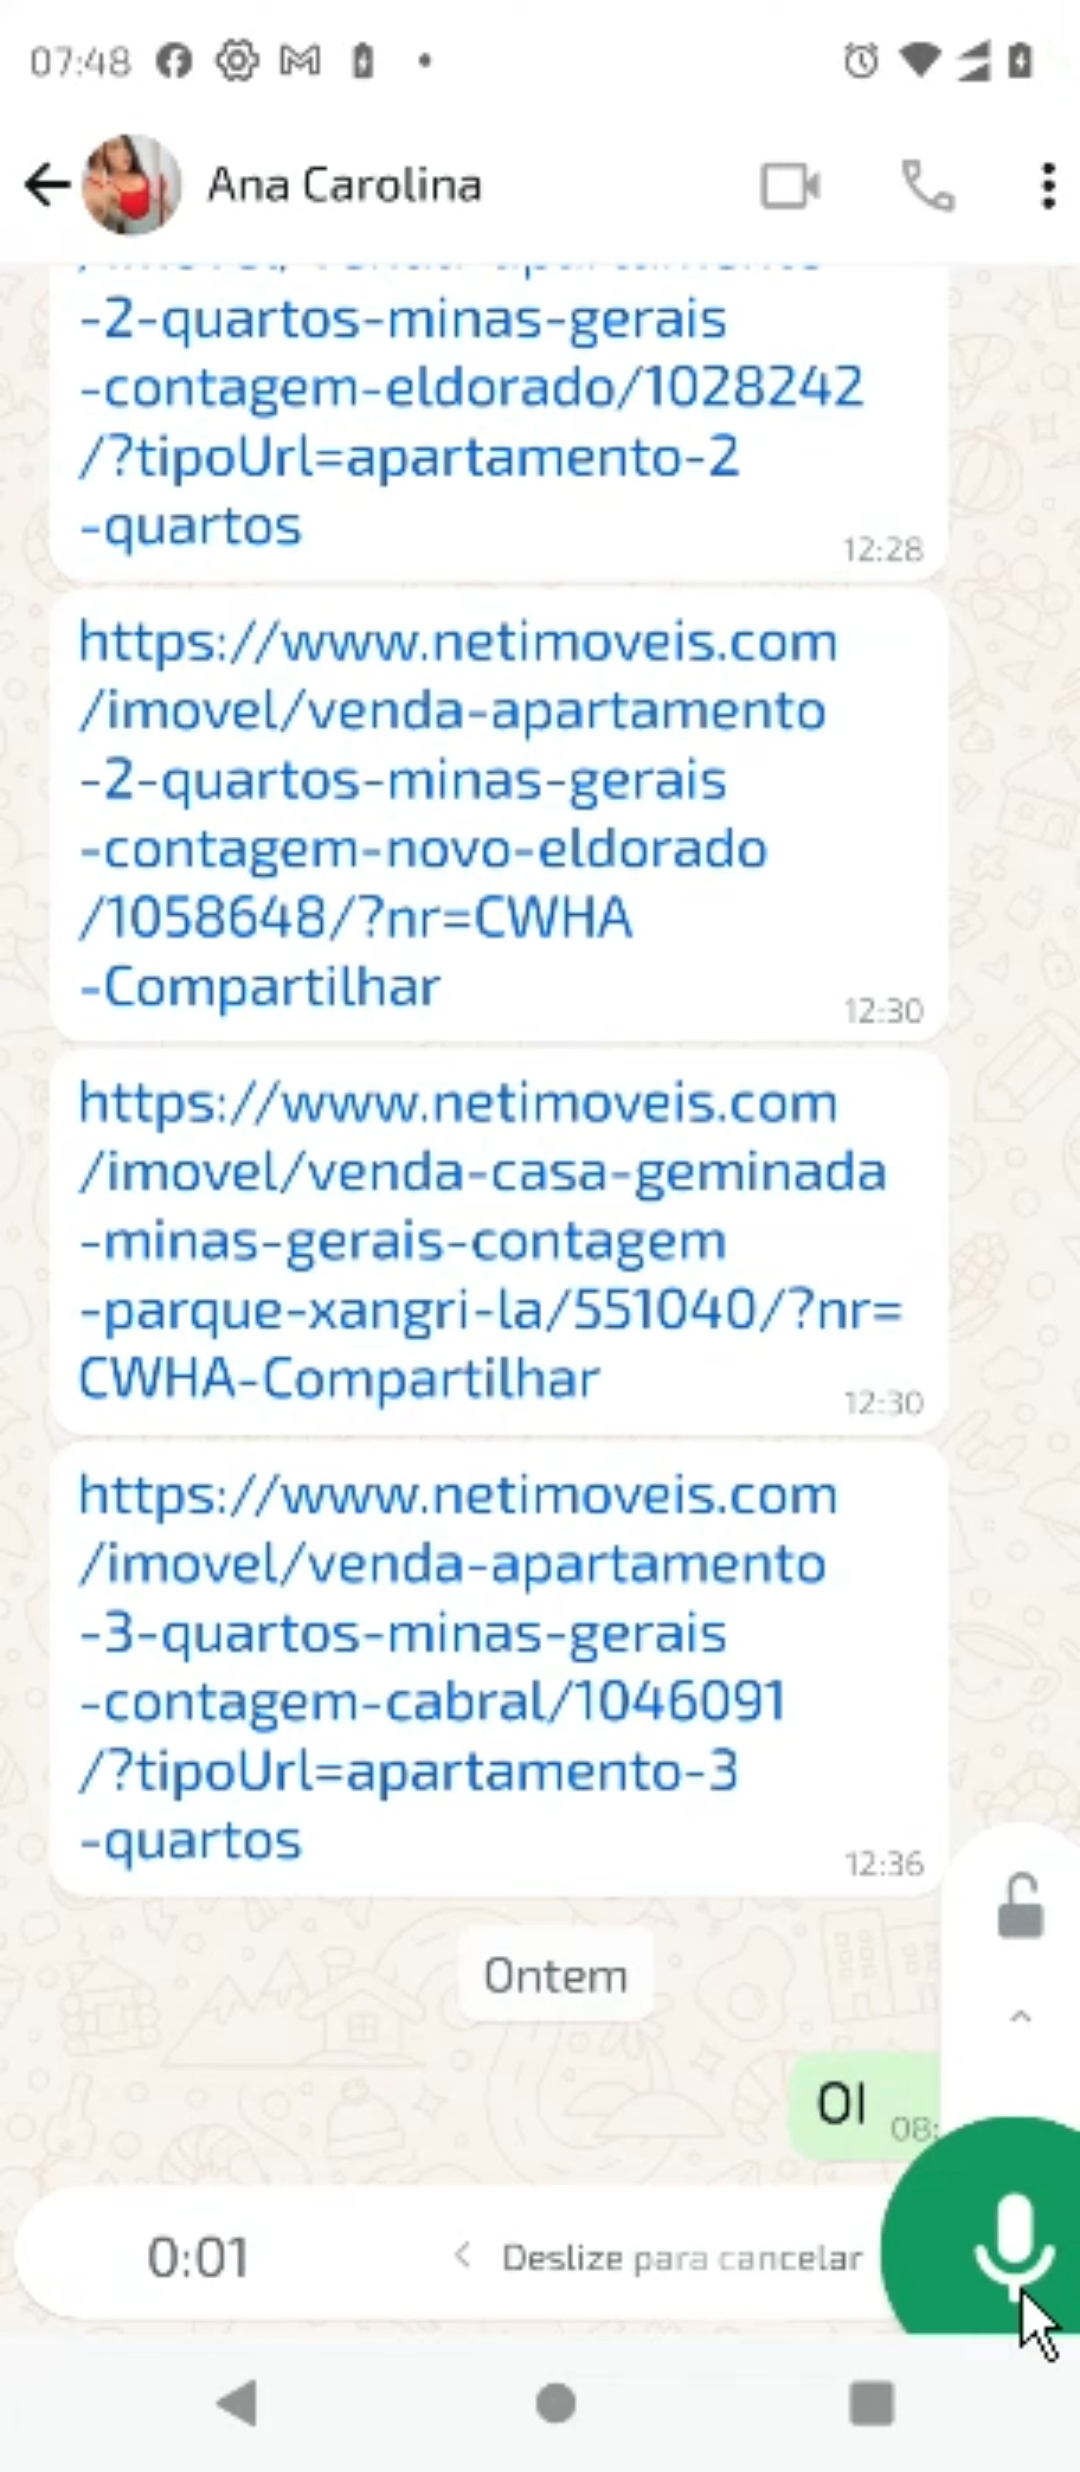 07:48
Ana Carolina
-2-quartos-minas-gerais
-contagem-eldorado/1028242
/?tipoUrl=apartamento-2
-quartos
12:28
https://www.netimoveis.com
/imovel/venda-apartamento
-2-quartos-minas-gerais
-contagem-novo-eldorado
/1058648/?nr=CWHA
-Compartilhar
12:30
https://www.netimoveis.com
/imovel/venda-casa-geminada
-minas-gerais-contagem
-parque-xangri-la/551040/?nr=
CWHA-Compartilhar
12:30
https://www.netimoveis.com
/imovel/venda-apartamento
-3-quartos-minas-gerais
-contagem-cabral/1046091
/?tipoUrl=apartamento-3
-quartos
12:36
Ontem
OI
08:
0:01
< Deslize para cancelar